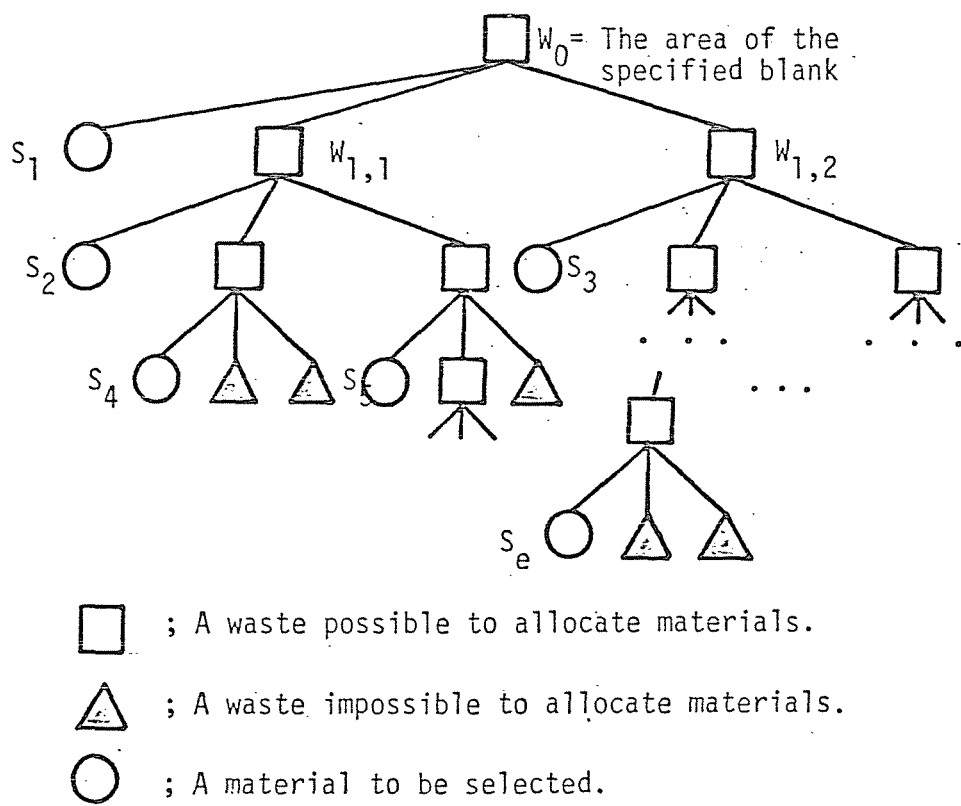 W0= The area of the
specified blank
S1
W1,1
W1,2
S2
S3
S4
S5
. . .
. . .
. . .
Se
; A waste possible to allocate materials.
; A waste impossible to allocate materials.
; A material to be selected.